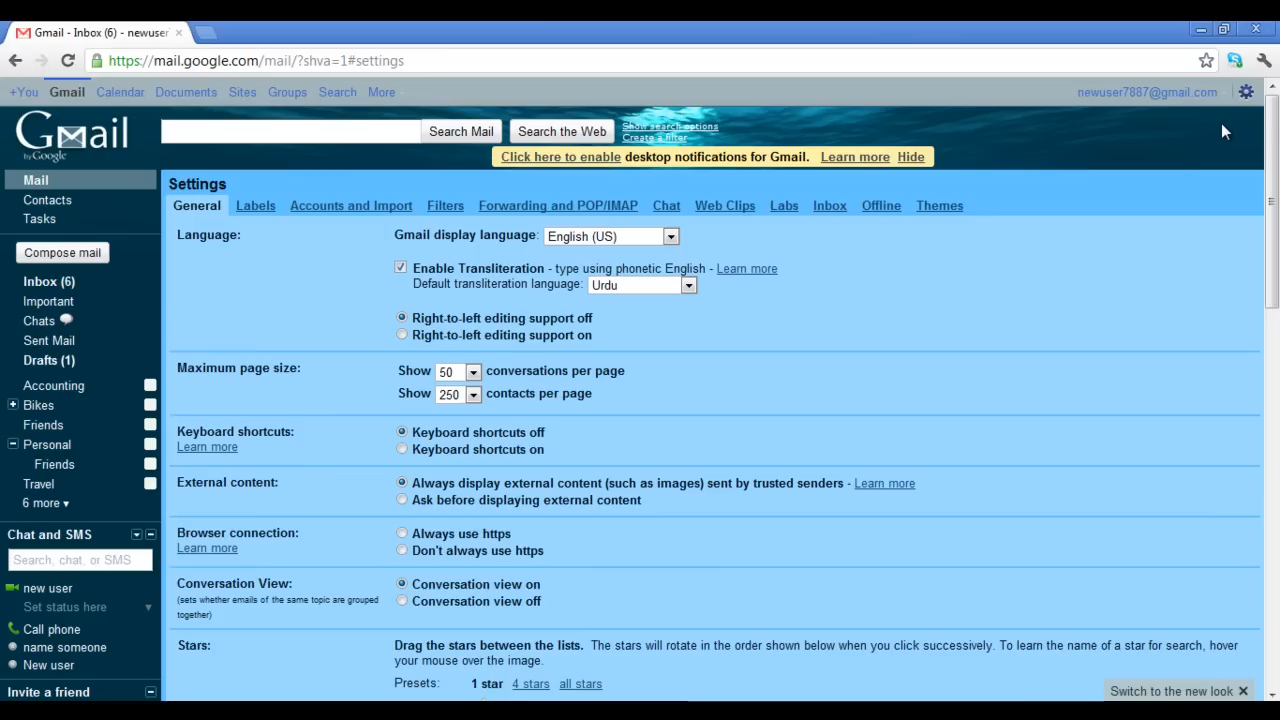 Gmail - Inbox (6) - newuser
https://mail.google.com/mail/?shva=1#settings
+You Gmail Calendar Documents Sites Groups Search More newuser7887@gmail.com
Gmail by Google Search Mail Search the Web Show search options
Create a filter
Click here to enable desktop notifications for Gmail. Learn more Hide
Mail
Contacts
Tasks
Compose mail
Inbox (6)
Important
Chats
Sent Mail
Drafts (1)
Accounting
Bikes
Friends
Personal
Friends
Travel
6 more
Chat and SMS
Search, chat, or SMS
new user
Set status here
Call phone
name someone
New user
Invite a friend
Settings
General Labels Accounts and Import Filters Forwarding and POP/IMAP Chat Web Clips Labs Inbox Offline Themes
Language: Gmail display language: English (US)
Enable Transliteration - type using phonetic English - Learn more
Default transliteration language: Urdu
Right-to-left editing support off
Right-to-left editing support on
Maximum page size: Show 50 conversations per page
Show 250 contacts per page
Keyboard shortcuts: Keyboard shortcuts off
Learn more Keyboard shortcuts on
External content: Always display external content (such as images) sent by trusted senders - Learn more
Ask before displaying external content
Browser connection: Always use https
Learn more Don't always use https
Conversation View: Conversation view on
(sets whether emails of the same topic are grouped Conversation view off
together)
Stars: Drag the stars between the lists. The stars will rotate in the order shown below when you click successively. To learn the name of a star for search, hover
your mouse over the image.
Presets: 1 star 4 stars all stars
Switch to the new look